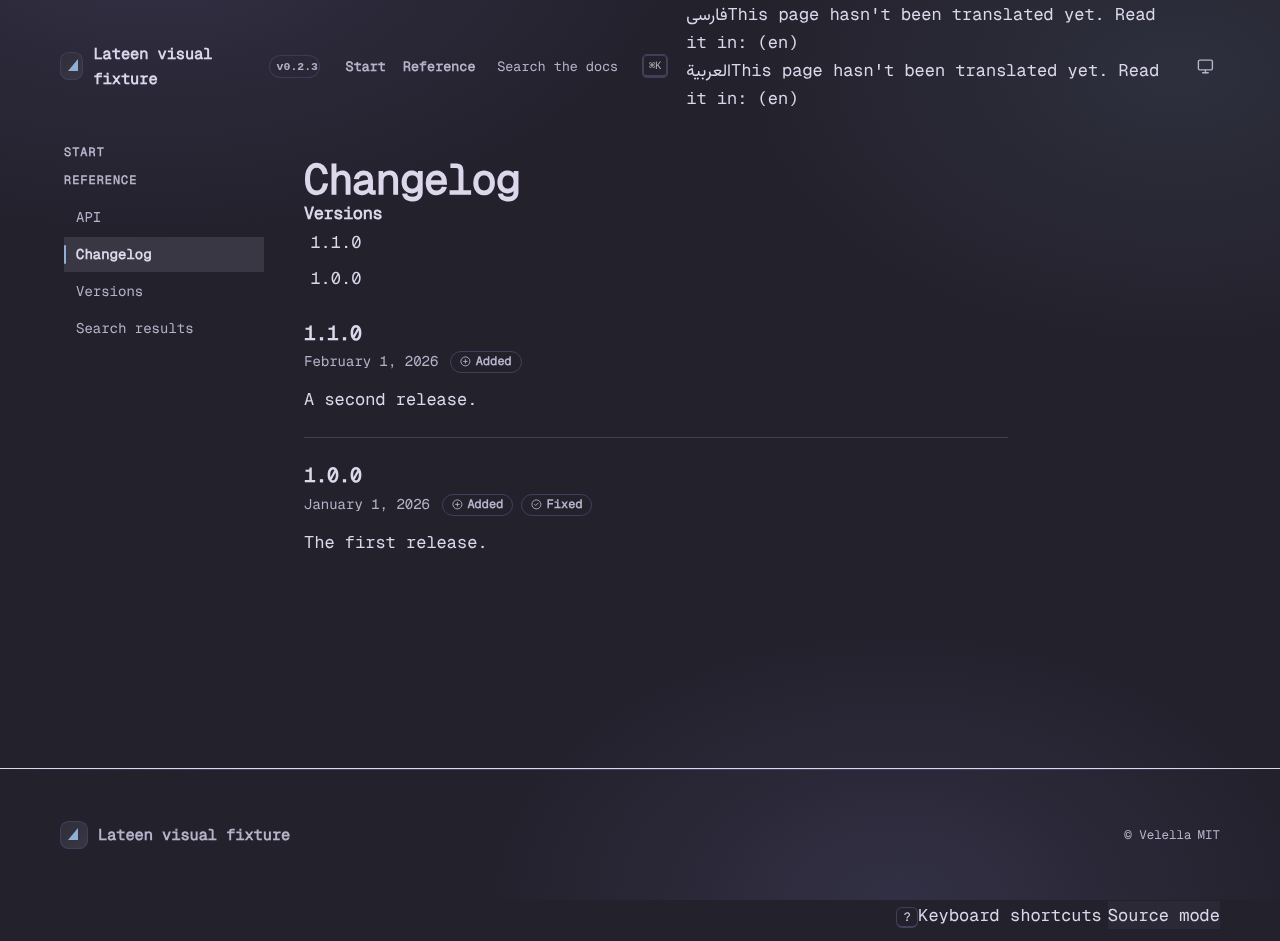 Lateen visual
fixture
v0.2.3
Start
Reference
Search the docs
⌘K
فارسیThis page hasn't been translated yet. Read
it in: (en)
العربيةThis page hasn't been translated yet. Read
it in: (en)
START
REFERENCE
API
Changelog
Versions
Search results
Changelog
Versions
1.1.0
1.0.0
1.1.0
February 1, 2026 Added
A second release.
1.0.0
January 1, 2026 Added Fixed
The first release.
Lateen visual fixture
© Velella MIT
? Keyboard shortcuts Source mode